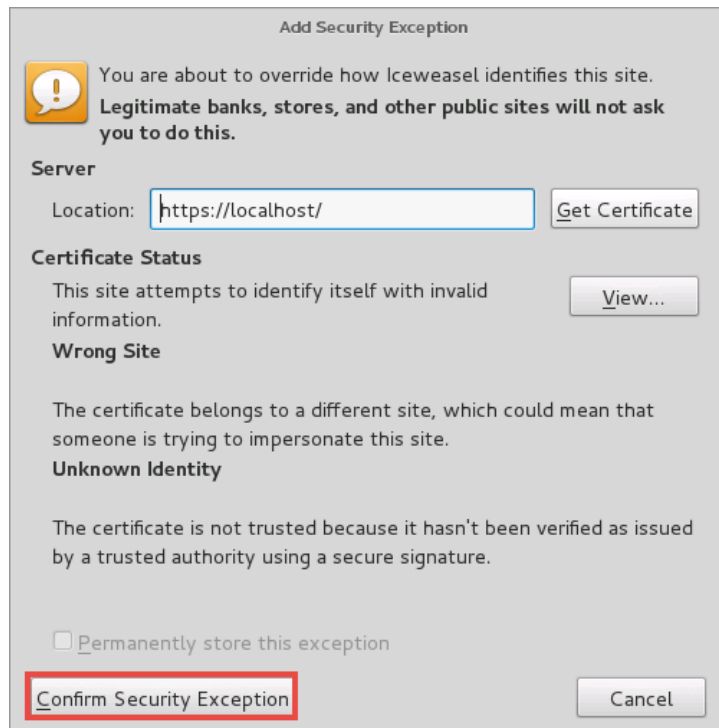 Add Security Exception
You are about to override how Iceweasel identifies this site.
Legitimate banks, stores, and other public sites will not ask
you to do this.
Server
Location: https://localhost/ Get Certificate
Certificate Status
This site attempts to identify itself with invalid
information.
View...
Wrong Site
The certificate belongs to a different site, which could mean that
someone is trying to impersonate this site.
Unknown Identity
The certificate is not trusted because it hasn't been verified as issued
by a trusted authority using a secure signature.
Permanently store this exception
Confirm Security Exception Cancel